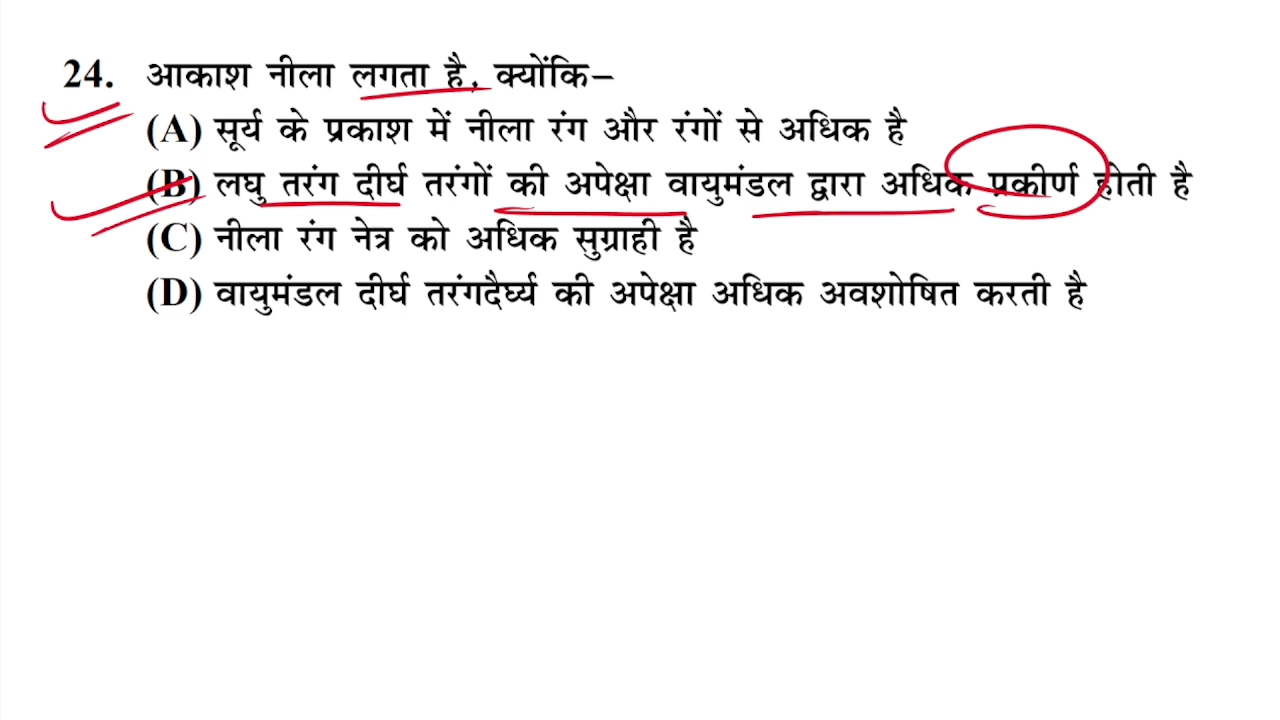 24. आकाश नीला लगता है, क्योंकि–
(A) सूर्य के प्रकाश में नीला रंग और रंगों से अधिक है
(B) लघु तरंग दीर्घ तरंगों की अपेक्षा वायुमंडल द्वारा अधिक प्रकीर्ण होती है
(C) नीला रंग नेत्र को अधिक सुग्राही है
(D) वायुमंडल दीर्घ तरंगदैर्घ्य की अपेक्षा अधिक अवशोषित करती है